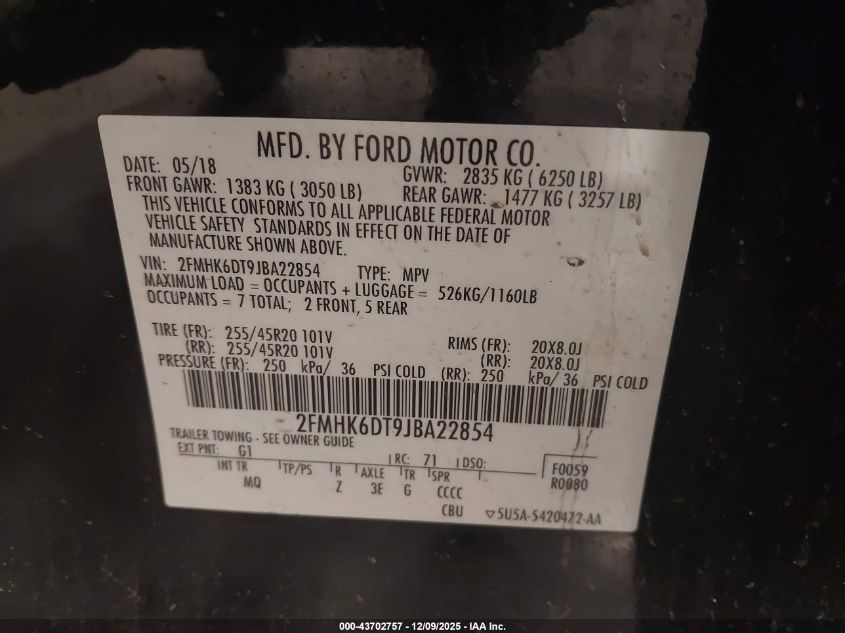 MFD. BY FORD MOTOR CO.
DATE: 05/18 GVWR: 2835 KG ( 6250 LB)
FRONT GAWR: 1383 KG ( 3050 LB) REAR GAWR: 1477 KG ( 3257 LB)
THIS VEHICLE CONFORMS TO ALL APPLICABLE FEDERAL MOTOR
VEHICLE SAFETY STANDARDS IN EFFECT ON THE DATE OF
MANUFACTURE SHOWN ABOVE.
VIN: 2FMHK6DT9JBA22854 TYPE: MPV
MAXIMUM LOAD = OCCUPANTS + LUGGAGE = 526KG/1160LB
OCCUPANTS = 7 TOTAL; 2 FRONT, 5 REAR
TIRE (FR): 255/45R20 101V RIMS (FR): 20X8.0J
(RR): 255/45R20 101V (RR): 20X8.0J
PRESSURE (FR): 250 kPa/ 36 PSI COLD (RR): 250 kPa/ 36 PSI COLD
2FMHK6DT9JBA22854
TRAILER TOWING - SEE OWNER GUIDE
EXT PNT: G1 RC: 71 DSO: F0059
INT TR TP/PS R AXLE TR SPR R0080
MQ Z 3E G CCCC
CBU ▽5U5A-5420472-AA
000-43702757 - 12/09/2025 - IAA Inc.